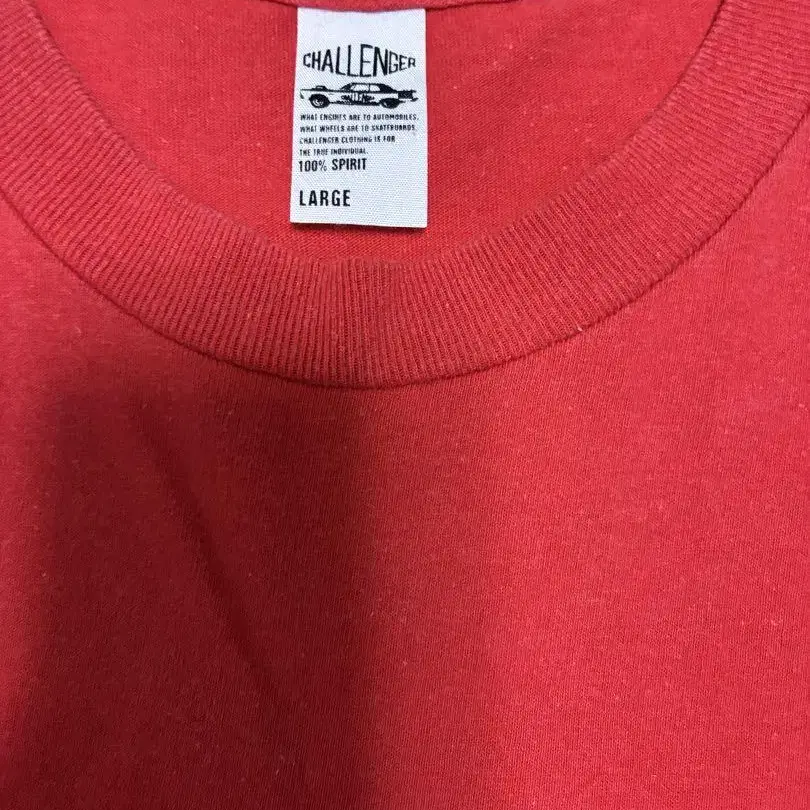 CHALLENGER
WHAT ENGINES ARE TO AUTOMOBILES.
WHAT WHEELS ARE TO SKATEBOARDS.
CHALLENGER CLOTHING IS FOR
THE TRUE INDIVIDUAL.
100% SPIRIT
LARGE